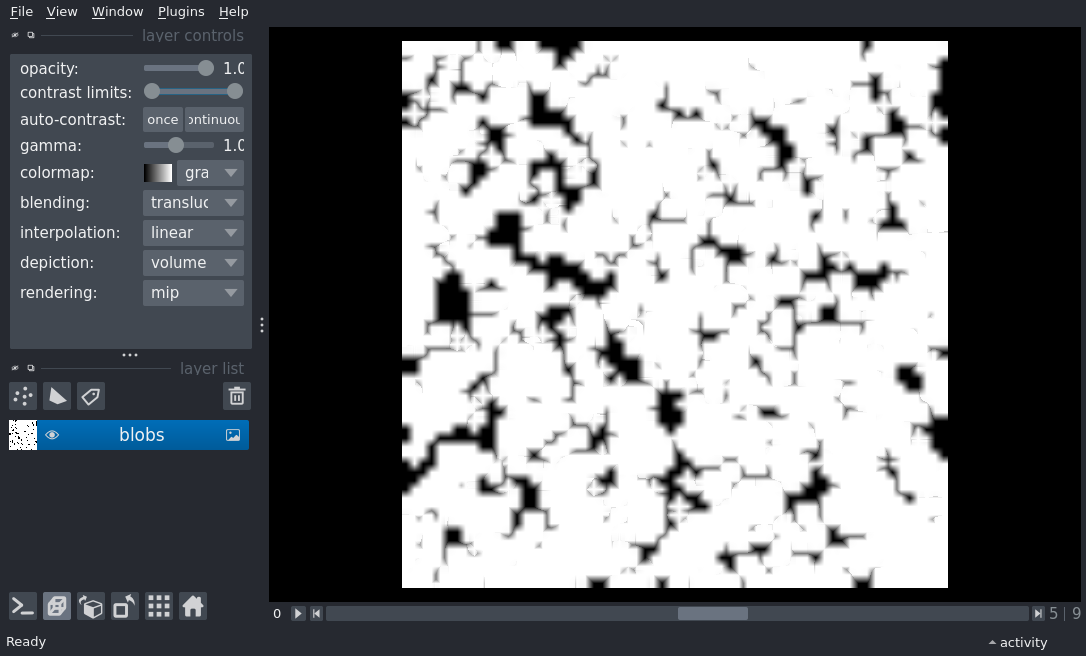 File View Window Plugins Help
layer controls
opacity: 1.0
contrast limits:
auto-contrast: once ontinuou
gamma: 1.0
colormap: gra
blending: transluc
interpolation: linear
depiction: volume
rendering: mip
layer list
blobs
0 5 | 9
Ready activity